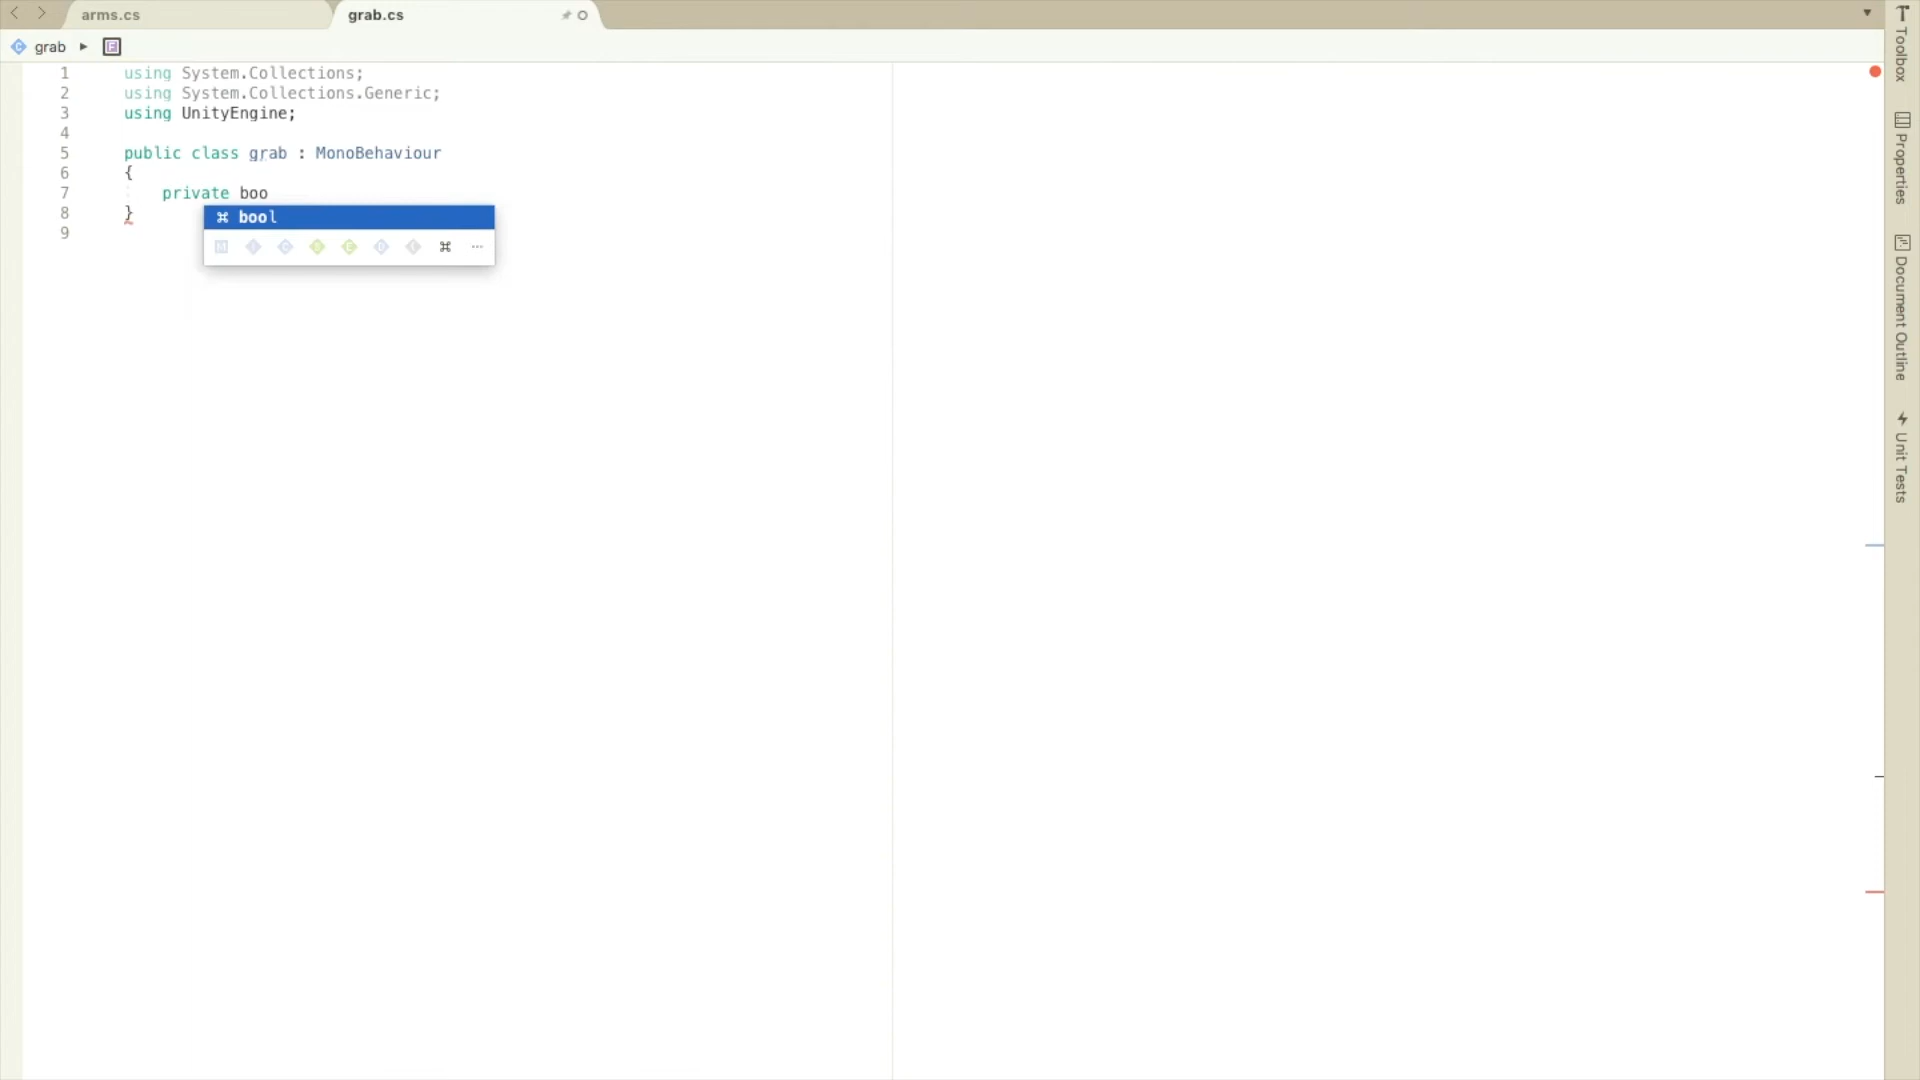 arms.cs
grab.cs
grab
1 using System.Collections;
2 using System.Collections.Generic;
3 using UnityEngine;
4
5 public class grab : MonoBehaviour
6 {
7 private boo
8 }
9
⌘ bool
Toolbox
Properties
Document Outline
Unit Tests